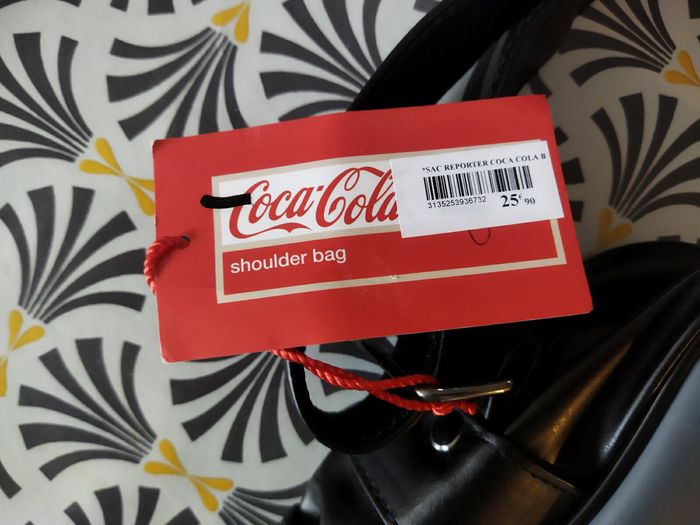 *SAC REPORTER COCA COLA B
Coca-Cola
3135253936732
25€90
shoulder bag